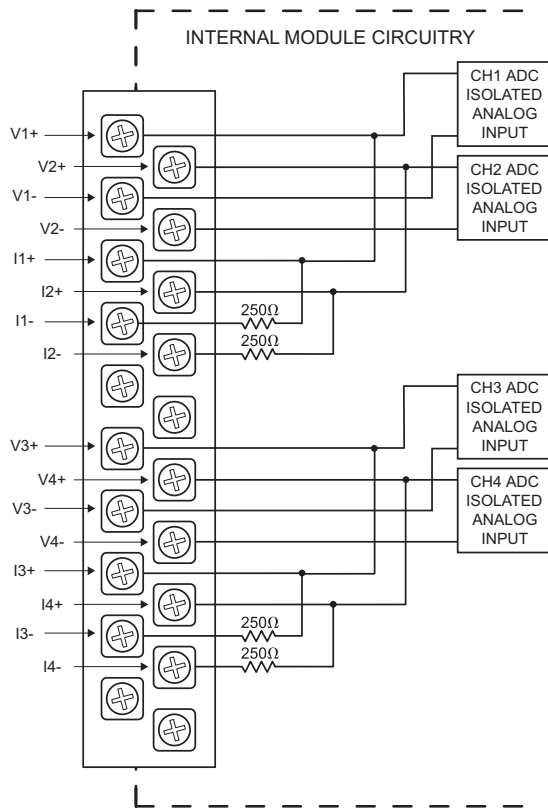 INTERNAL MODULE CIRCUITRY
CH1 ADC
ISOLATED
ANALOG
INPUT
V1+
V2+
CH2 ADC
ISOLATED
ANALOG
INPUT
V1-
V2-
I1+
I2+
I1-
250Ω
I2-
250Ω
CH3 ADC
ISOLATED
ANALOG
INPUT
V3+
V4+
CH4 ADC
ISOLATED
ANALOG
INPUT
V3-
V4-
I3+
I4+
I3-
250Ω
I4-
250Ω